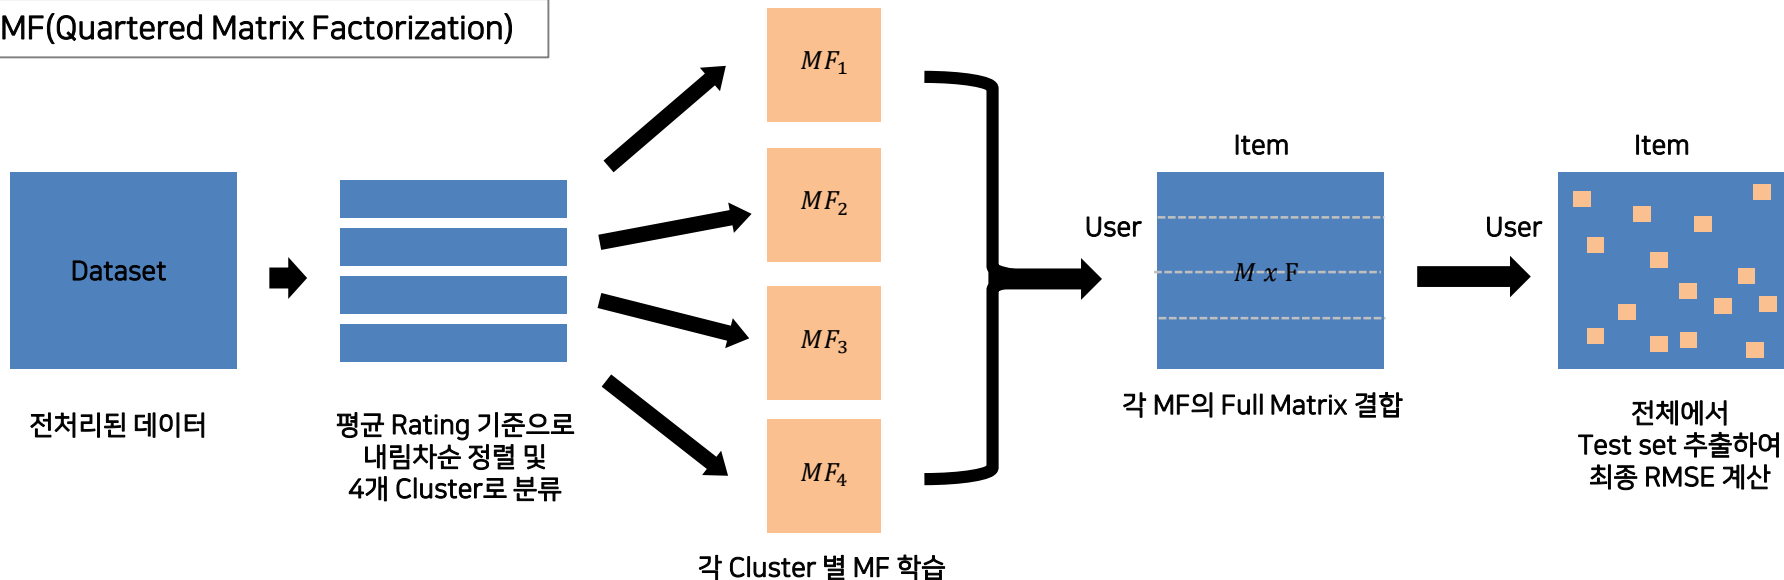 MF(Quartered Matrix Factorization)
Dataset
전처리된 데이터
평균 Rating 기준으로
내림차순 정렬 및
4개 Cluster로 분류
MF₁
MF₂
MF₃
MF₄
각 Cluster 별 MF 학습
Item
User
M x F
각 MF의 Full Matrix 결합
Item
User
전체에서
Test set 추출하여
최종 RMSE 계산